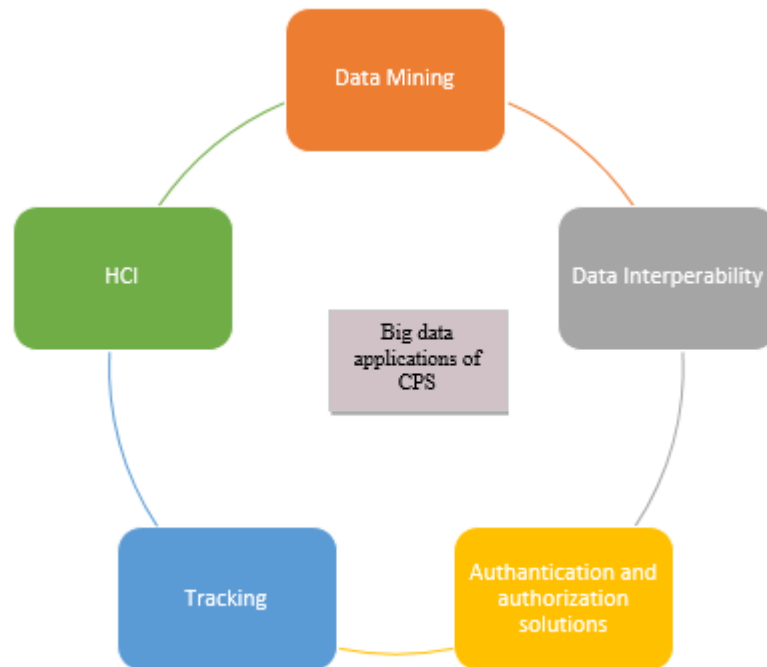 Data Mining
HCI
Data Interperability
Big data
applications of
CPS
Tracking
Authantication and
authorization
solutions